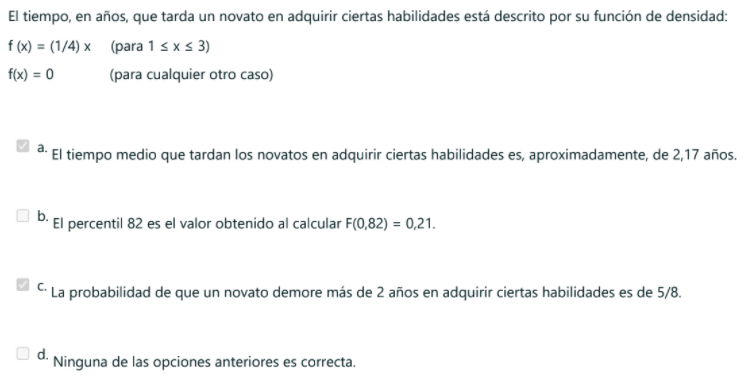 El tiempo, en años, que tarda un novato en adquirir ciertas habilidades está descrito por su función de densidad:
f (x) = (1/4) x (para 1 ≤ x ≤ 3)
f(x) = 0 (para cualquier otro caso)
a. El tiempo medio que tardan los novatos en adquirir ciertas habilidades es, aproximadamente, de 2,17 años.
b. El percentil 82 es el valor obtenido al calcular F(0,82) = 0,21.
c. La probabilidad de que un novato demore más de 2 años en adquirir ciertas habilidades es de 5/8.
d. Ninguna de las opciones anteriores es correcta.